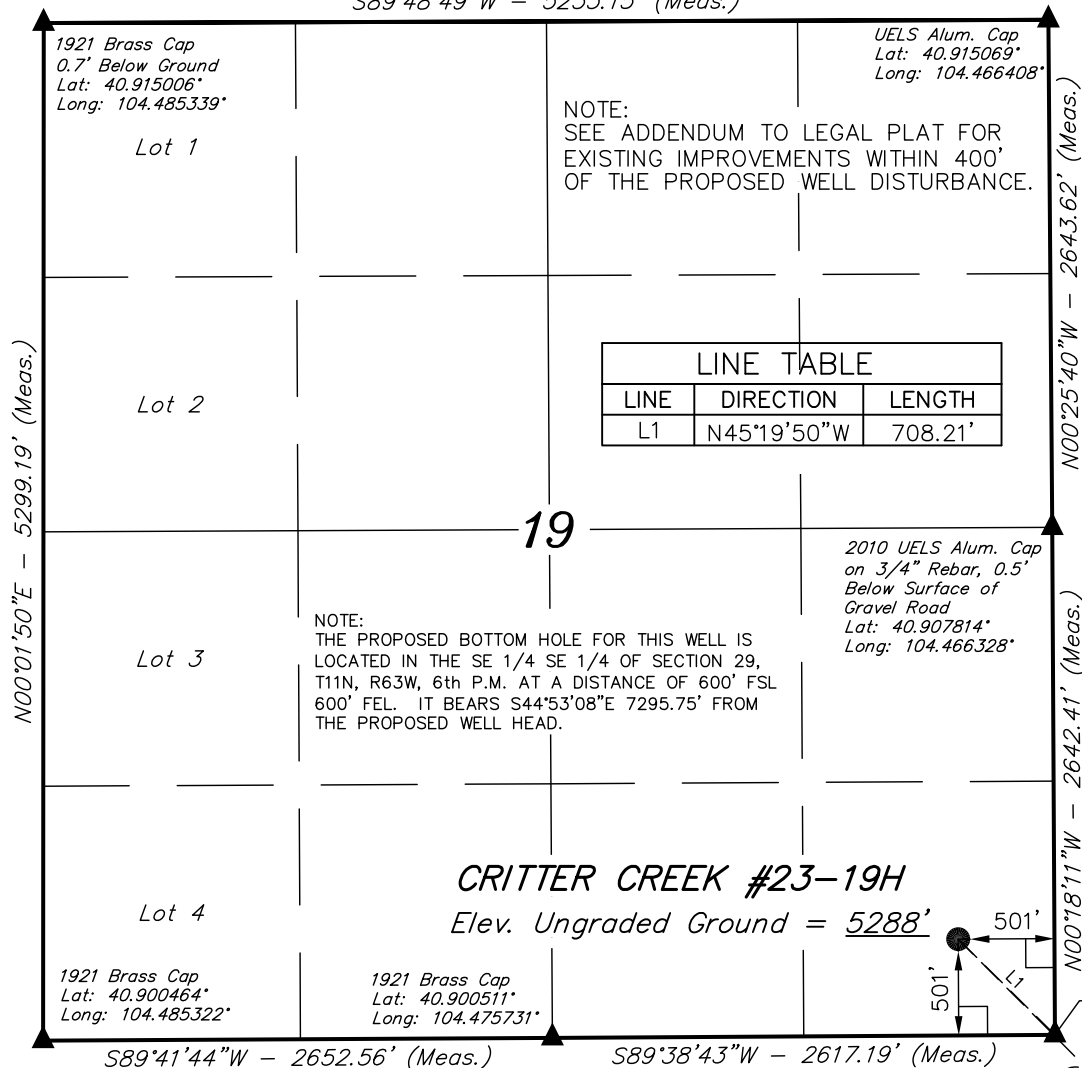 S89°48'49"W – 5255.15' (Meas.)
1921 Brass Cap
0.7' Below Ground
Lat: 40.915006°
Long: 104.485339°
UELS Alum. Cap
Lat: 40.915069°
Long: 104.466408°
Lot 1
NOTE:
SEE ADDENDUM TO LEGAL PLAT FOR
EXISTING IMPROVEMENTS WITHIN 400'
OF THE PROPOSED WELL DISTURBANCE.
N00°25'40"W – 2643.62' (Meas.)
N00°01'50"E – 5299.19' (Meas.)
Lot 2
LINE TABLE
LINE DIRECTION LENGTH
L1 N45°19'50"W 708.21'
19
2010 UELS Alum. Cap
on 3/4" Rebar, 0.5'
Below Surface of
Gravel Road
Lat: 40.907814°
Long: 104.466328°
Lot 3
NOTE:
THE PROPOSED BOTTOM HOLE FOR THIS WELL IS
LOCATED IN THE SE 1/4 SE 1/4 OF SECTION 29,
T11N, R63W, 6th P.M. AT A DISTANCE OF 600' FSL
600' FEL. IT BEARS S44°53'08"E 7295.75' FROM
THE PROPOSED WELL HEAD.
N00°18'11"W – 2642.41' (Meas.)
CRITTER CREEK #23–19H
Elev. Ungraded Ground = 5288'
Lot 4
501'
501'
L1
1921 Brass Cap
Lat: 40.900464°
Long: 104.485322°
1921 Brass Cap
Lat: 40.900511°
Long: 104.475731°
S89°41'44"W – 2652.56' (Meas.)
S89°38'43"W – 2617.19' (Meas.)